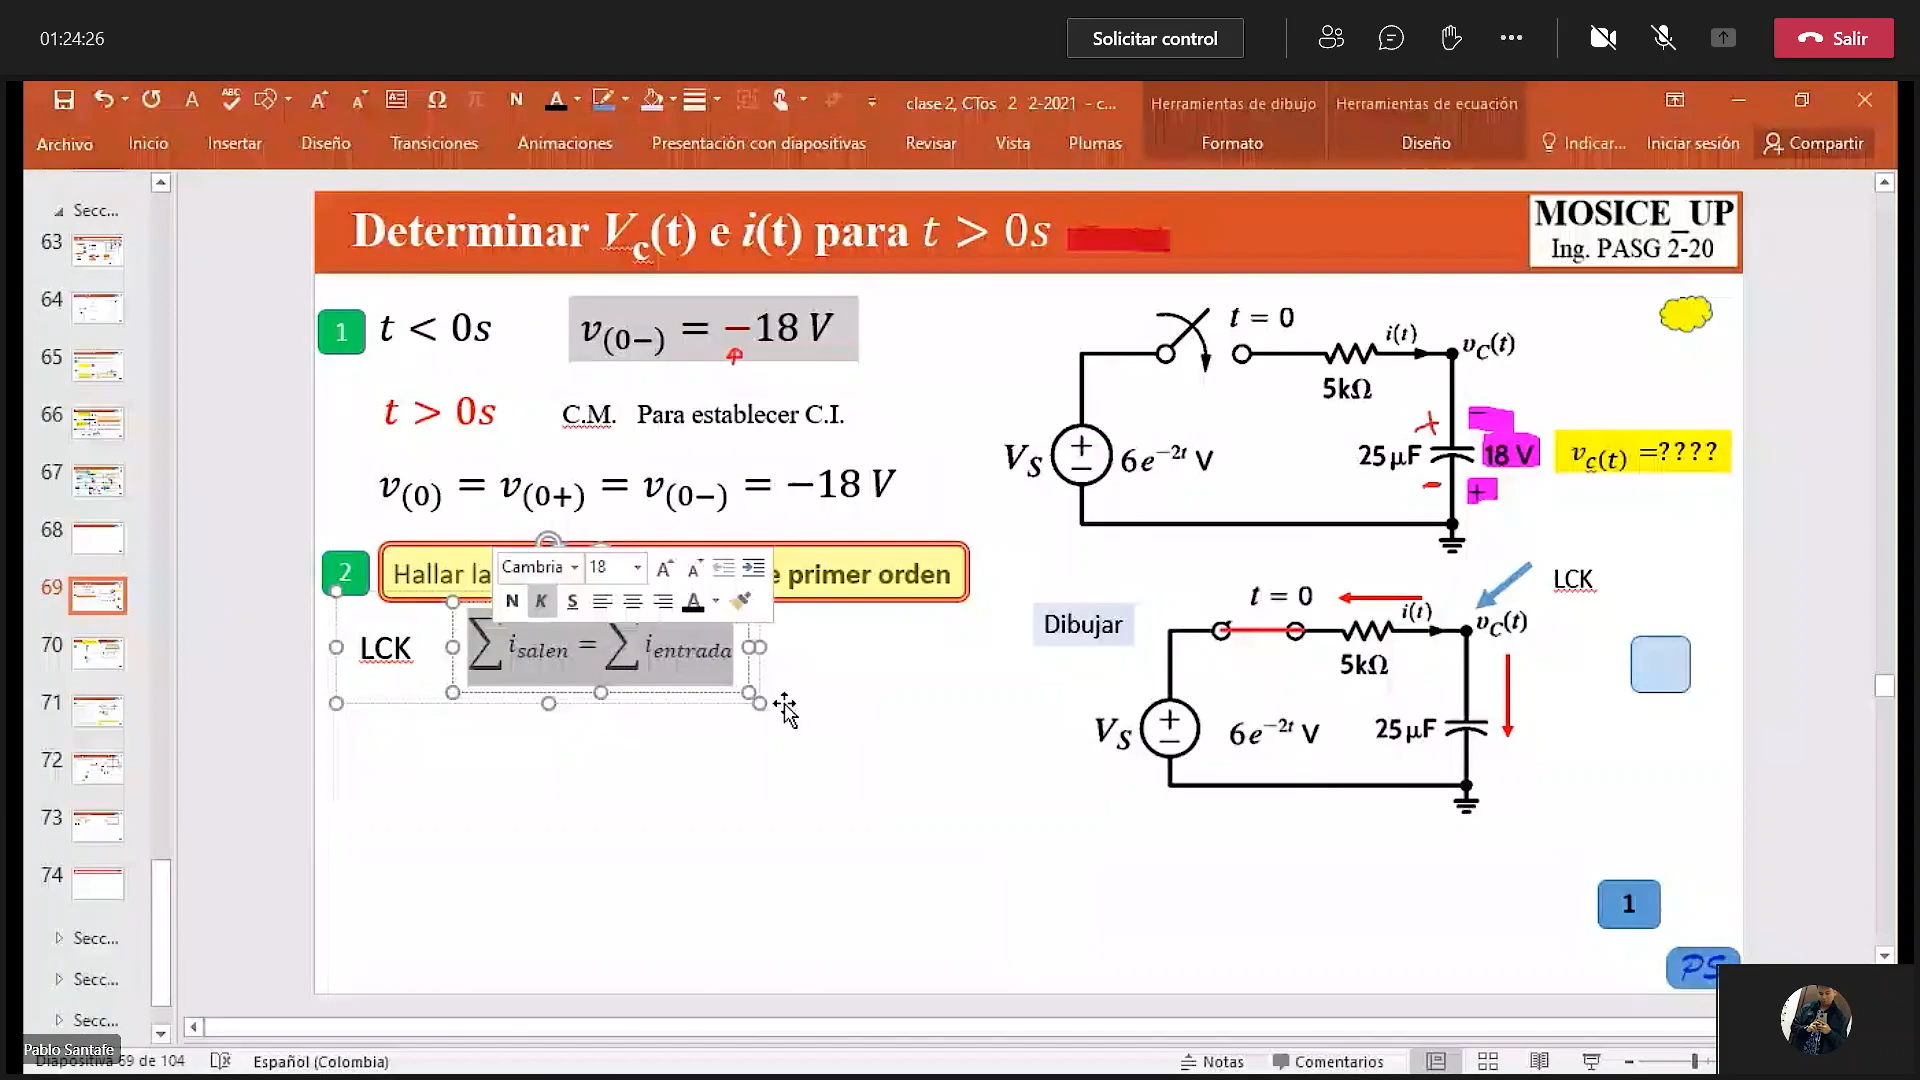 01:24:26
Solicitar control
Salir
clase 2, CTos 2 2-2021 - c...
Herramientas de dibujo
Herramientas de ecuación
Archivo Inicio Insertar Diseño Transiciones Animaciones Presentación con diapositivas Revisar Vista Plumas Formato Diseño Indicar... Iniciar sesión Compartir
Secc...
63
64
65
66
67
68
69
70
71
72
73
74
Secc...
Secc...
Secc...
Determinar V_c(t) e i(t) para t > 0s
MOSICE_UP
Ing. PASG 2-20
1 t < 0s v(0−) = −18 V
t > 0s C.M. Para establecer C.I.
v(0) = v(0+) = v(0−) = −18 V
2 Hallar la e primer orden
Cambria 18
N K S A
LCK ∑ i_salen = ∑ i_entrada
t = 0
i(t)
v_C(t)
5kΩ
+ −
V_S + − 6e^−2t V
25 μF
18 V
− +
v_c(t) =????
Dibujar
t = 0
i(t)
v_C(t)
LCK
5kΩ
V_S + − 6e^−2t V
25 μF
1
PS
Pablo Santafe
Diapositiva 69 de 104
Español (Colombia)
Notas
Comentarios